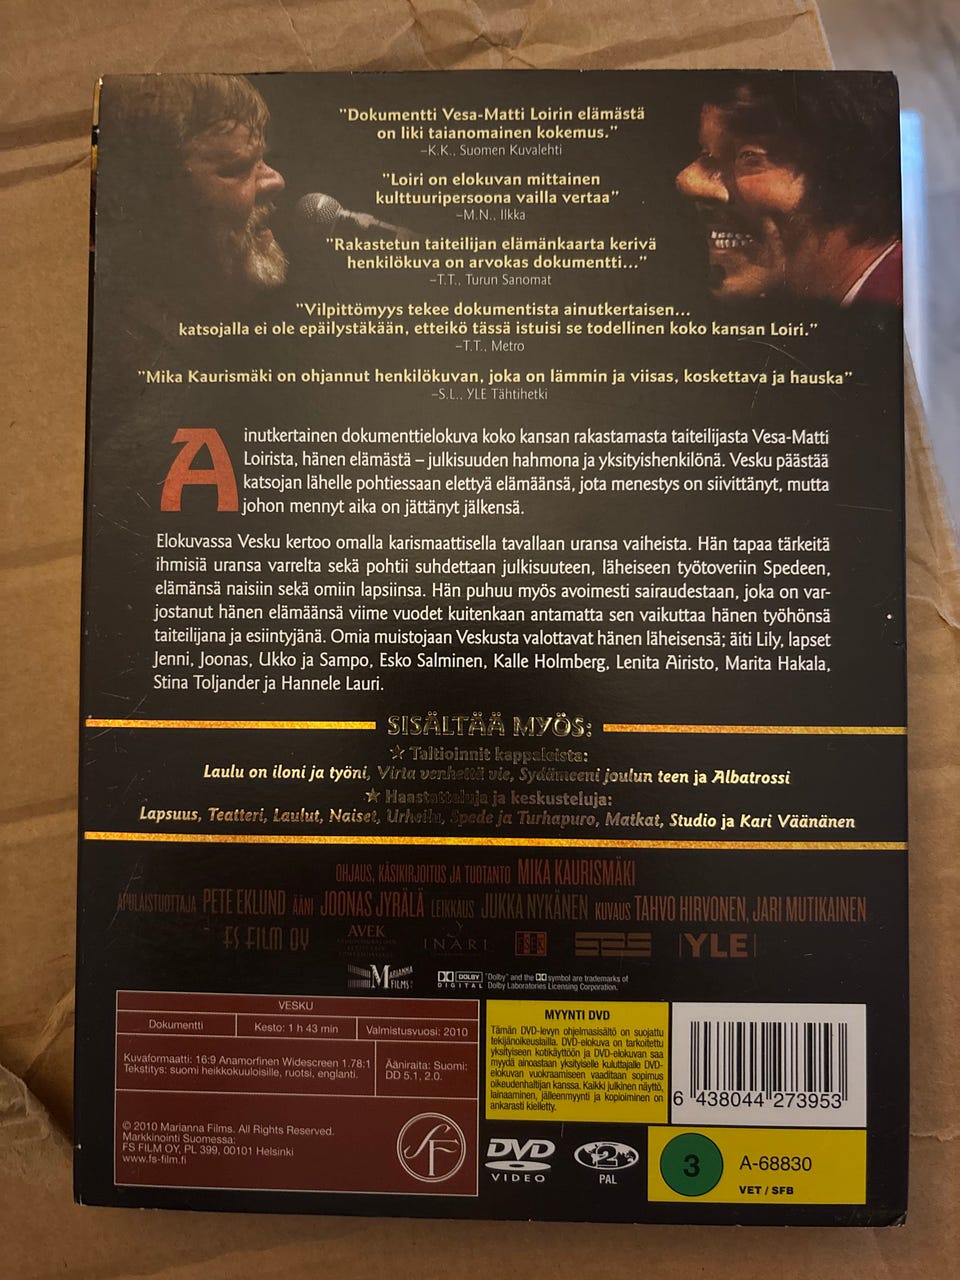 "Dokumentti Vesa-Matti Loirin elämästä
on liki taianomainen kokemus."
–K.K., Suomen Kuvalehti
"Loiri on elokuvan mittainen
kulttuuripersoona vailla vertaa"
–M.N., Ilkka
"Rakastetun taiteilijan elämänkaarta kerivä
henkilökuva on arvokas dokumentti..."
–T.T., Turun Sanomat
"Vilpittömyys tekee dokumentista ainutkertaisen...
katsojalla ei ole epäilystäkään, etteikö tässä istuisi se todellinen koko kansan Loiri."
–T.T., Metro
"Mika Kaurismäki on ohjannut henkilökuvan, joka on lämmin ja viisas, koskettava ja hauska"
–S.L., YLE Tähtihetki
Ainutkertainen dokumenttielokuva koko kansan rakastamasta taiteilijasta Vesa-Matti
Loirista, hänen elämästä – julkisuuden hahmona ja yksityishenkilönä. Vesku päästää
katsojan lähelle pohtiessaan elettyä elämäänsä, jota menestys on siivittänyt, mutta
johon mennyt aika on jättänyt jälkensä.
Elokuvassa Vesku kertoo omalla karismaattisella tavallaan uransa vaiheista. Hän tapaa tärkeitä
ihmisiä uransa varrelta sekä pohtii suhdettaan julkisuuteen, läheiseen työtoveriin Spedeen,
elämänsä naisiin sekä omiin lapsiinsa. Hän puhuu myös avoimesti sairaudestaan, joka on var-
jostanut hänen elämäänsä viime vuodet kuitenkaan antamatta sen vaikuttaa hänen työhönsä
taiteilijana ja esiintyjänä. Omia muistojaan Veskusta valottavat hänen läheisensä; äiti Lily, lapset
Jenni, Joonas, Ukko ja Sampo, Esko Salminen, Kalle Holmberg, Lenita Airisto, Marita Hakala,
Stina Toljander ja Hannele Lauri.
SISÄLTÄÄ MYÖS:
☆ Taltioinnit kappaleista:
Laulu on iloni ja työni, Virta venhettä vie, Sydämeeni joulun teen ja Albatrossi
☆ Haastatteluja ja keskusteluja:
Lapsuus, Teatteri, Laulut, Naiset, Urheilu, Spede ja Turhapuro, Matkat, Studio ja Kari Väänänen
OHJAUS, KÄSIKIRJOITUS JA TUOTANTO MIKA KAURISMÄKI
APULAISTUOTTAJA PETE EKLUND ÄÄNI JOONAS JYRÄLÄ LEIKKAUS JUKKA NYKÄNEN KUVAUS TAHVO HIRVONEN, JARI MUTIKAINEN
FS FILM OY AVEK INARI SES YLE
MARIANNA FILMS DOLBY DIGITAL "Dolby" and the symbol are trademarks of
Dolby Laboratories Licensing Corporation.
VESKU
Dokumentti Kesto: 1 h 43 min Valmistusvuosi: 2010
Kuvaformaatti: 16:9 Anamorfinen Widescreen 1.78:1
Tekstitys: suomi heikkokuuloisille, ruotsi, englanti.
Ääniraita: Suomi:
DD 5.1, 2.0.
© 2010 Marianna Films. All Rights Reserved.
Markkinointi Suomessa:
FS FILM OY, PL 399, 00101 Helsinki
www.fs-film.fi
SF
MYYNTI DVD
Tämän DVD-levyn ohjelmasisältö on suojattu
tekijänoikeuslailla. DVD-elokuva on tarkoitettu
yksityiseen kotikäyttöön ja DVD-elokuvan saa
myydä ainoastaan yksityiselle kuluttajalle DVD-
elokuvan vuokraamiseen vaaditaan sopimus
oikeudenhaltijan kanssa. Kaikki julkinen näyttö,
lainaaminen, jälleenmyynti ja kopioiminen on
ankarasti kielletty.
6 438044 273953
DVD VIDEO
2 PAL
3 A-68830
VET / SFB